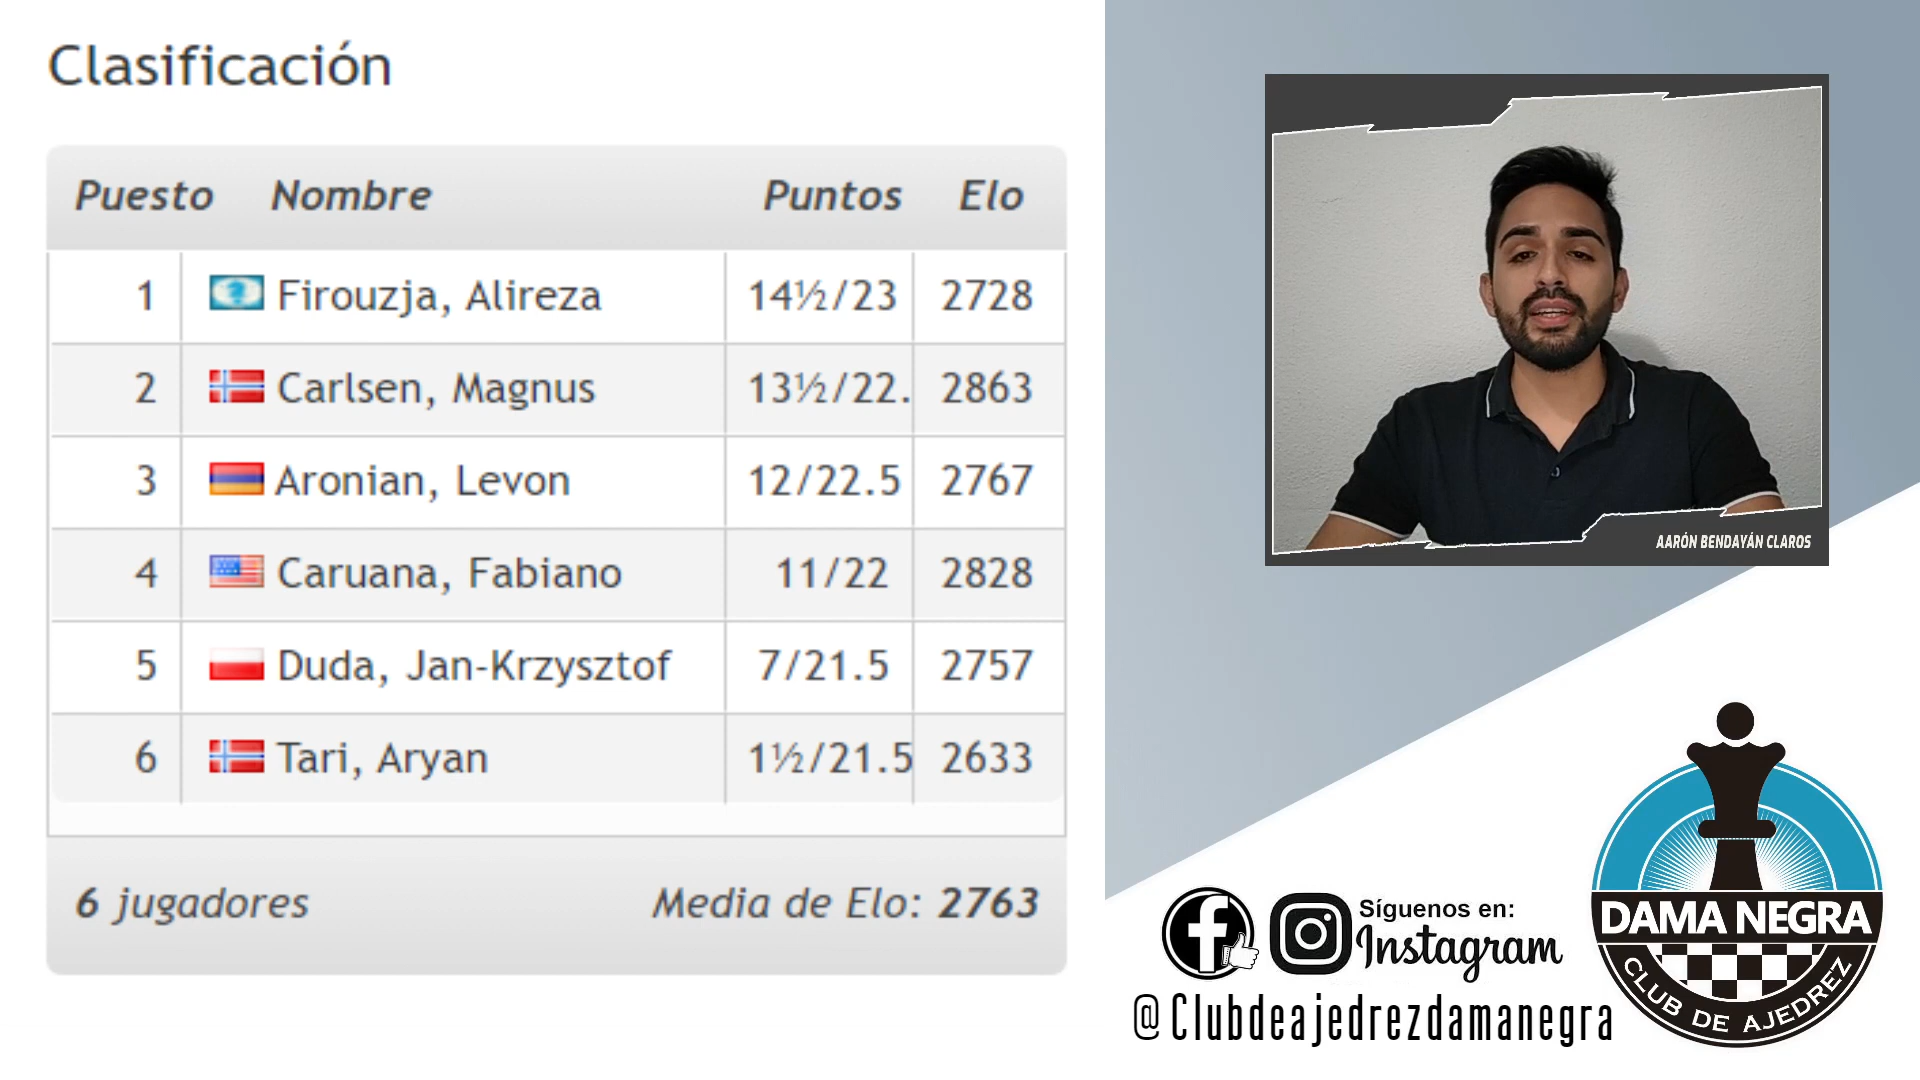 Clasificación
Puesto Nombre Puntos Elo
1 Firouzja, Alireza 14½/23 2728
2 Carlsen, Magnus 13½/22. 2863
3 Aronian, Levon 12/22.5 2767
4 Caruana, Fabiano 11/22 2828
5 Duda, Jan-Krzysztof 7/21.5 2757
6 Tari, Aryan 1½/21.5 2633
6 jugadores Media de Elo: 2763
AARÓN BENDAYÁN CLAROS
Síguenos en:
Instagram
@Clubdeajedrezdamanegra
DAMA NEGRA
CLUB DE AJEDREZ